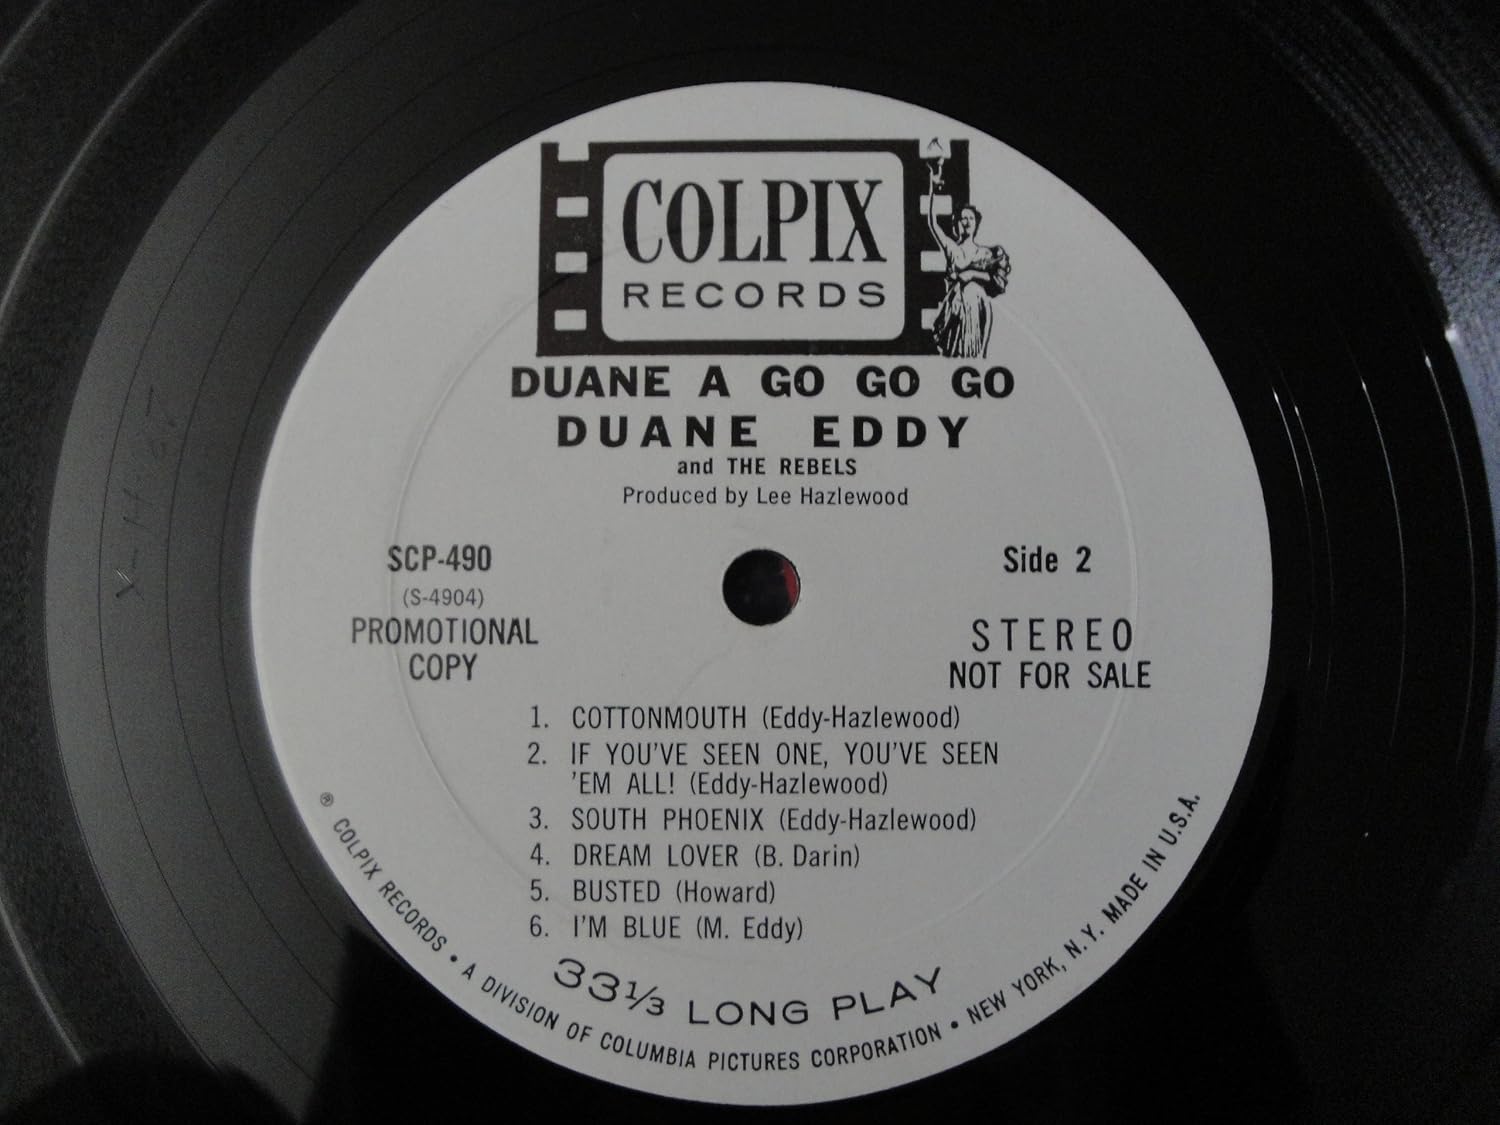 COLPIX
RECORDS
DUANE A GO GO GO
DUANE EDDY
and THE REBELS
Produced by Lee Hazlewood
SCP-490
(S-4904)
PROMOTIONAL
COPY
Side 2
STEREO
NOT FOR SALE
1. COTTONMOUTH (Eddy-Hazlewood)
2. IF YOU'VE SEEN ONE, YOU'VE SEEN
'EM ALL! (Eddy-Hazlewood)
3. SOUTH PHOENIX (Eddy-Hazlewood)
4. DREAM LOVER (B. Darin)
5. BUSTED (Howard)
6. I'M BLUE (M. Eddy)
33⅓ LONG PLAY
® COLPIX RECORDS • A DIVISION OF COLUMBIA PICTURES CORPORATION • NEW YORK, N.Y. MADE IN U.S.A.